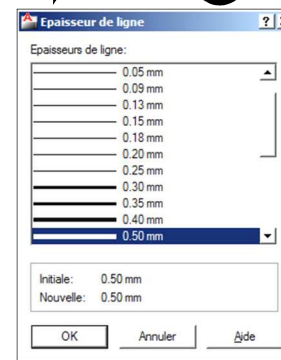 Epaisseur de ligne
Epaisseurs de ligne:
0.05 mm
0.09 mm
0.13 mm
0.15 mm
0.18 mm
0.20 mm
0.25 mm
0.30 mm
0.35 mm
0.40 mm
0.50 mm
Initiale: 0.50 mm
Nouvelle: 0.50 mm
OK Annuler Aide